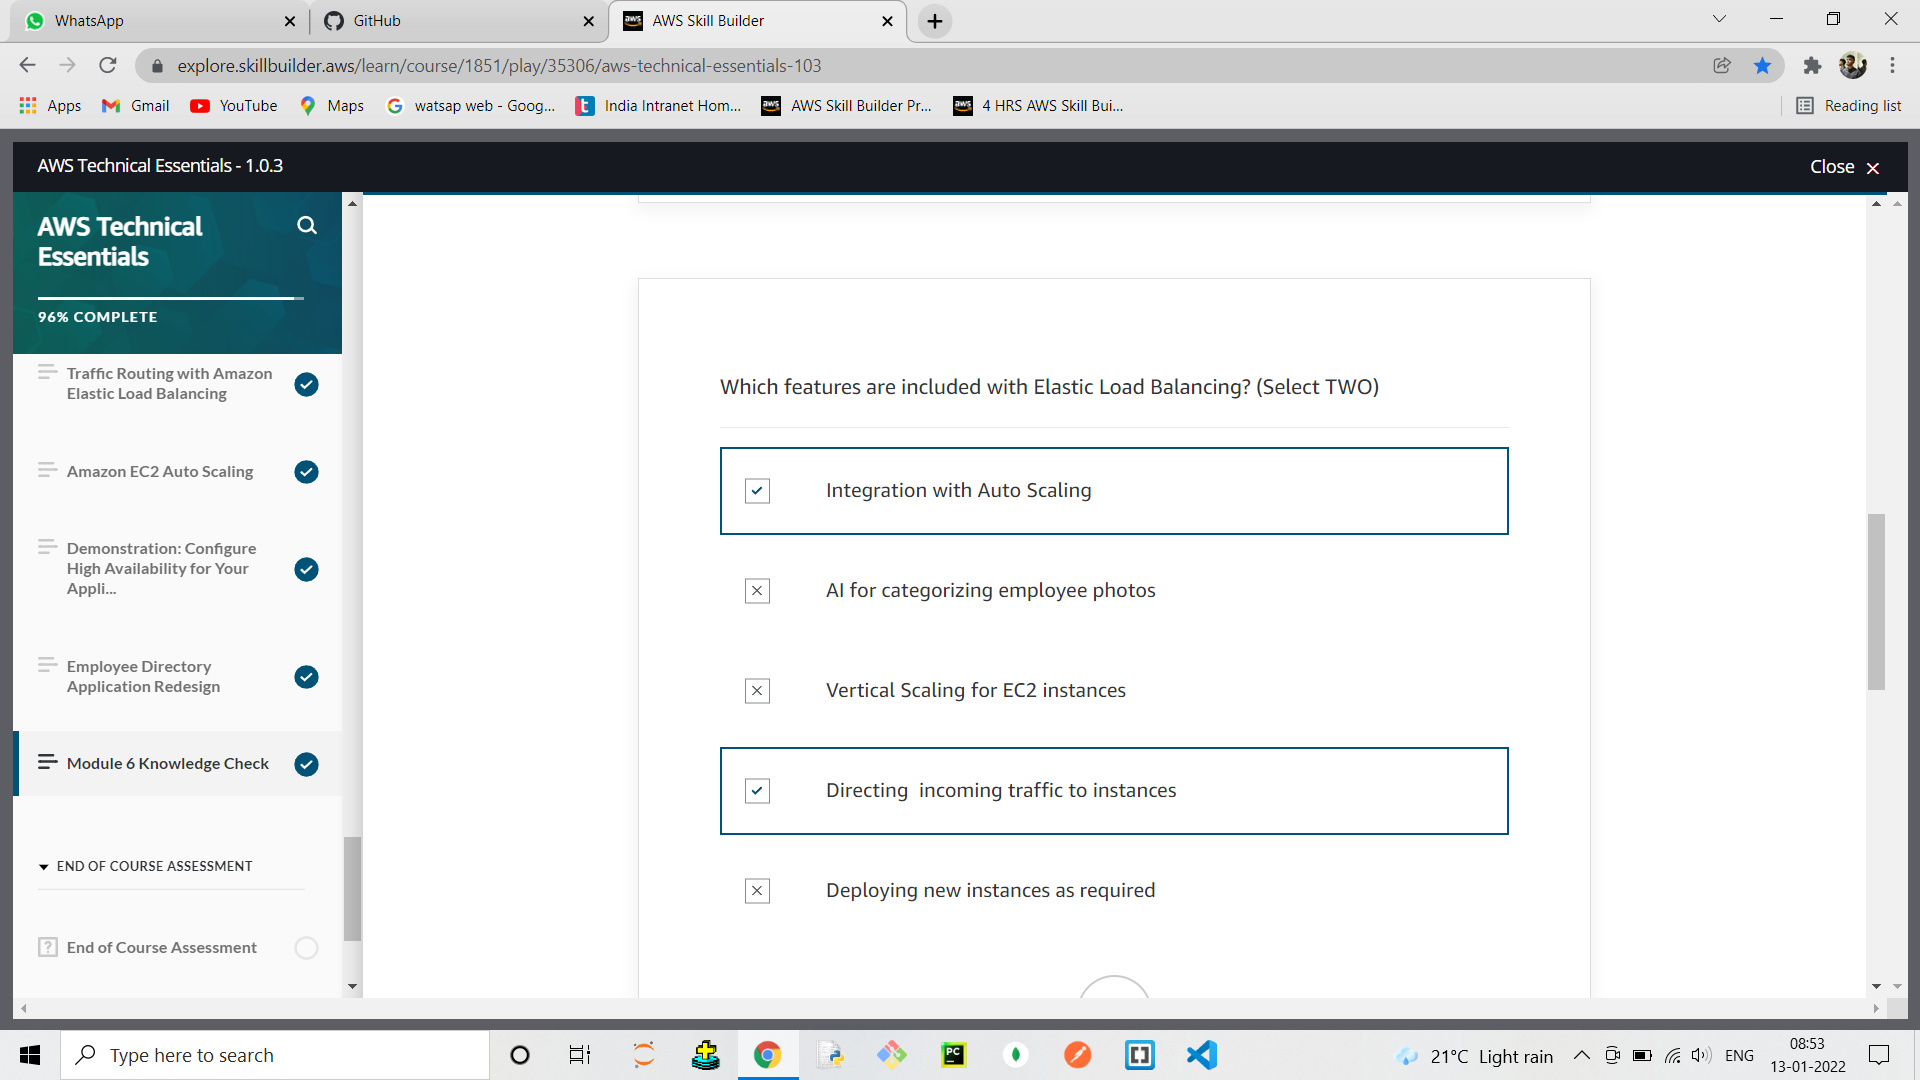 WhatsApp
GitHub
AWS Skill Builder
explore.skillbuilder.aws/learn/course/1851/play/35306/aws-technical-essentials-103
Apps
Gmail
YouTube
Maps
watsap web - Goog...
India Intranet Hom...
AWS Skill Builder Pr...
4 HRS AWS Skill Bui...
Reading list
AWS Technical Essentials - 1.0.3
Close
AWS Technical
Essentials
96% COMPLETE
Traffic Routing with Amazon
Elastic Load Balancing
Amazon EC2 Auto Scaling
Demonstration: Configure
High Availability for Your
Appli...
Employee Directory
Application Redesign
Module 6 Knowledge Check
END OF COURSE ASSESSMENT
End of Course Assessment
Which features are included with Elastic Load Balancing? (Select TWO)
Integration with Auto Scaling
AI for categorizing employee photos
Vertical Scaling for EC2 instances
Directing  incoming traffic to instances
Deploying new instances as required
Type here to search
21°C Light rain
ENG
08:53
13-01-2022